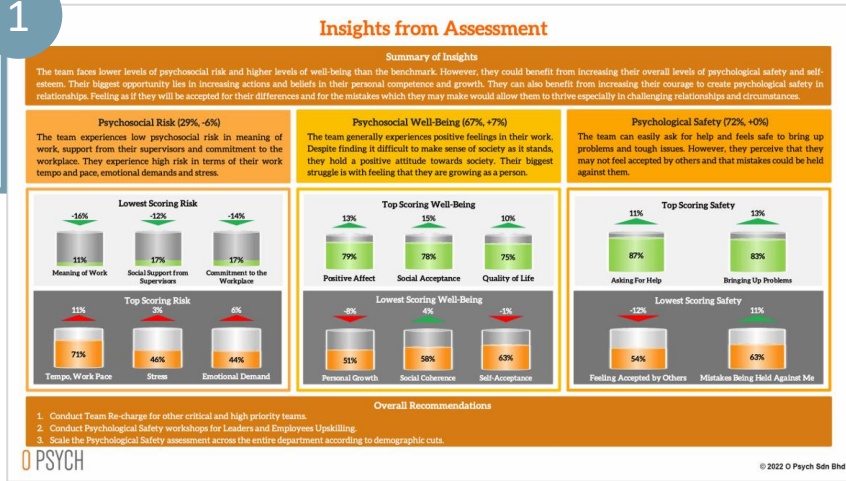 1
Insights from Assessment
Summary of Insights
The team faces lower levels of psychosocial risk and higher levels of well-being than the benchmark. However, they could benefit from increasing their overall levels of psychological safety and self-
esteem. Their biggest opportunity lies in increasing actions and beliefs in their personal competence and growth. They can also benefit from increasing their courage to create psychological safety in
relationships. Feeling as if they will be accepted for their differences and for the mistakes which they may make would allow them to thrive especially in challenging relationships and circumstances.
Psychosocial Risk (29%, -6%)
The team experiences low psychosocial risk in meaning of
work, support from their supervisors and commitment to the
workplace. They experience high risk in terms of their work
tempo and pace, emotional demands and stress.
Lowest Scoring Risk
-16% -12% -14%
11% 17% 17%
Meaning of Work Social Support from Commitment to the
Supervisors Workplace
Top Scoring Risk
11% 3% 6%
71% 46% 44%
Tempo, Work Pace Stress Emotional Demand
Psychosocial Well-Being (67%, +7%)
The team generally experiences positive feelings in their work.
Despite finding it difficult to make sense of society as it stands,
they hold a positive attitude towards society. Their biggest
struggle is with feeling that they are growing as a person.
Top Scoring Well-Being
13% 15% 10%
79% 78% 75%
Positive Affect Social Acceptance Quality of Life
Lowest Scoring Well-Being
-8% 4% -1%
51% 58% 63%
Personal Growth Social Coherence Self-Acceptance
Psychological Safety (72%, +0%)
The team can easily ask for help and feels safe to bring up
problems and tough issues. However, they perceive that they
may not feel accepted by others and that mistakes could be held
against them.
Top Scoring Safety
11% 13%
87% 83%
Asking For Help Bringing Up Problems
Lowest Scoring Safety
-12% 11%
54% 63%
Feeling Accepted by Others Mistakes Being Held Against Me
Overall Recommendations
1. Conduct Team Re-charge for other critical and high priority teams.
2. Conduct Psychological Safety workshops for Leaders and Employees Upskilling.
3. Scale the Psychological Safety assessment across the entire department according to demographic cuts.
O PSYCH
© 2022 O Psych Sdn Bhd